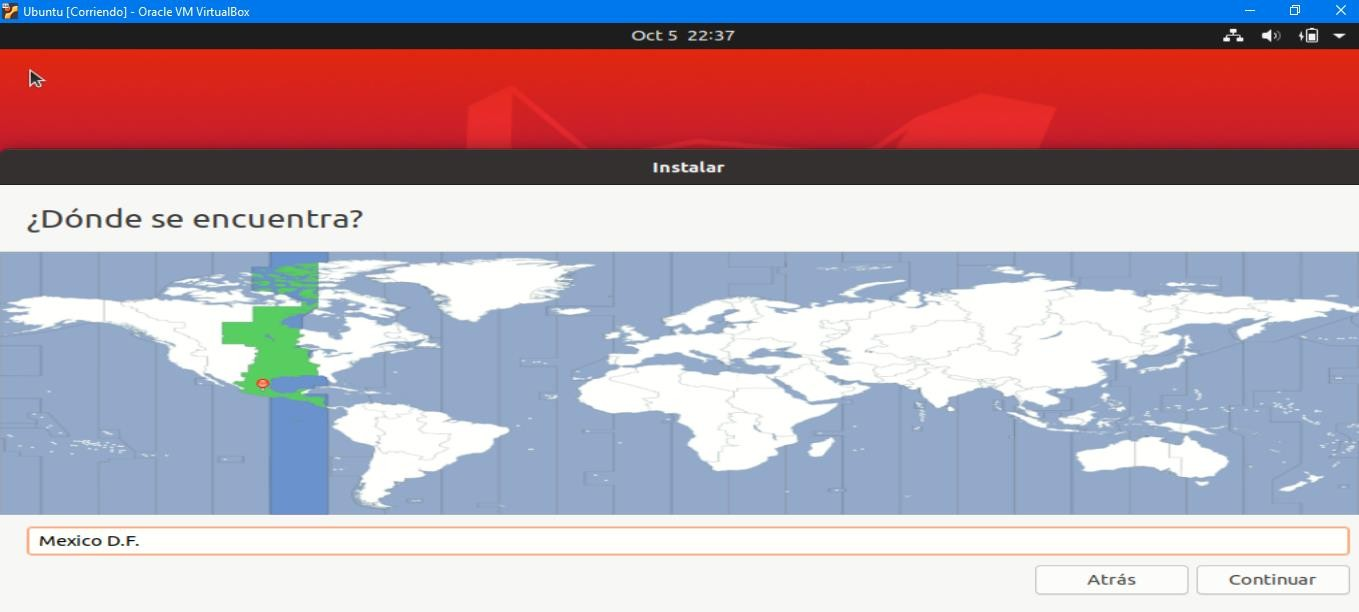 Ubuntu [Corriendo] - Oracle VM VirtualBox
Oct 5 22:37
Instalar
¿Dónde se encuentra?
Mexico D.F.
Atrás
Continuar